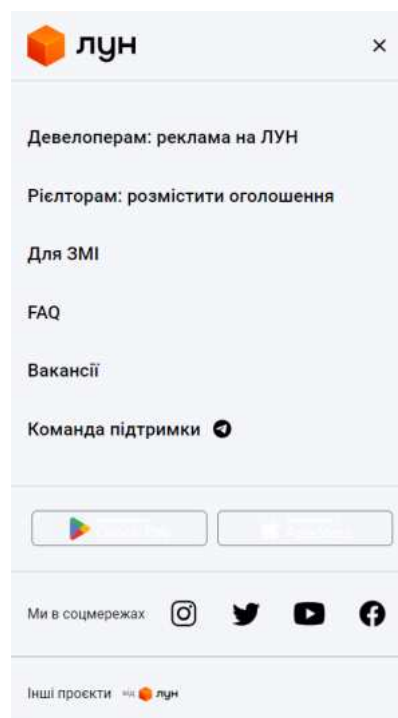 лун
Девелоперам: реклама на ЛУН
Рієлторам: розмістити оголошення
Для ЗМІ
FAQ
Вакансії
Команда підтримки
Ми в соцмережах
Інші проєкти від лун